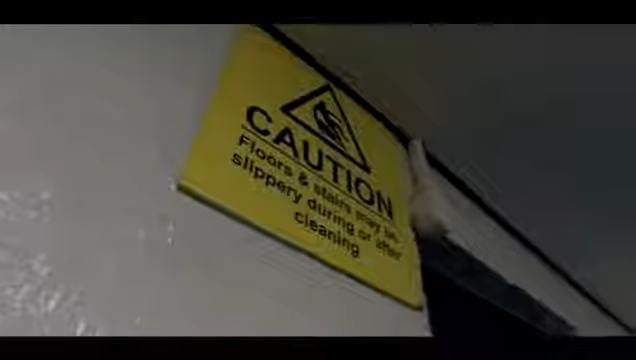 CAUTION
Floors & stairs may be
slippery during or after
cleaning